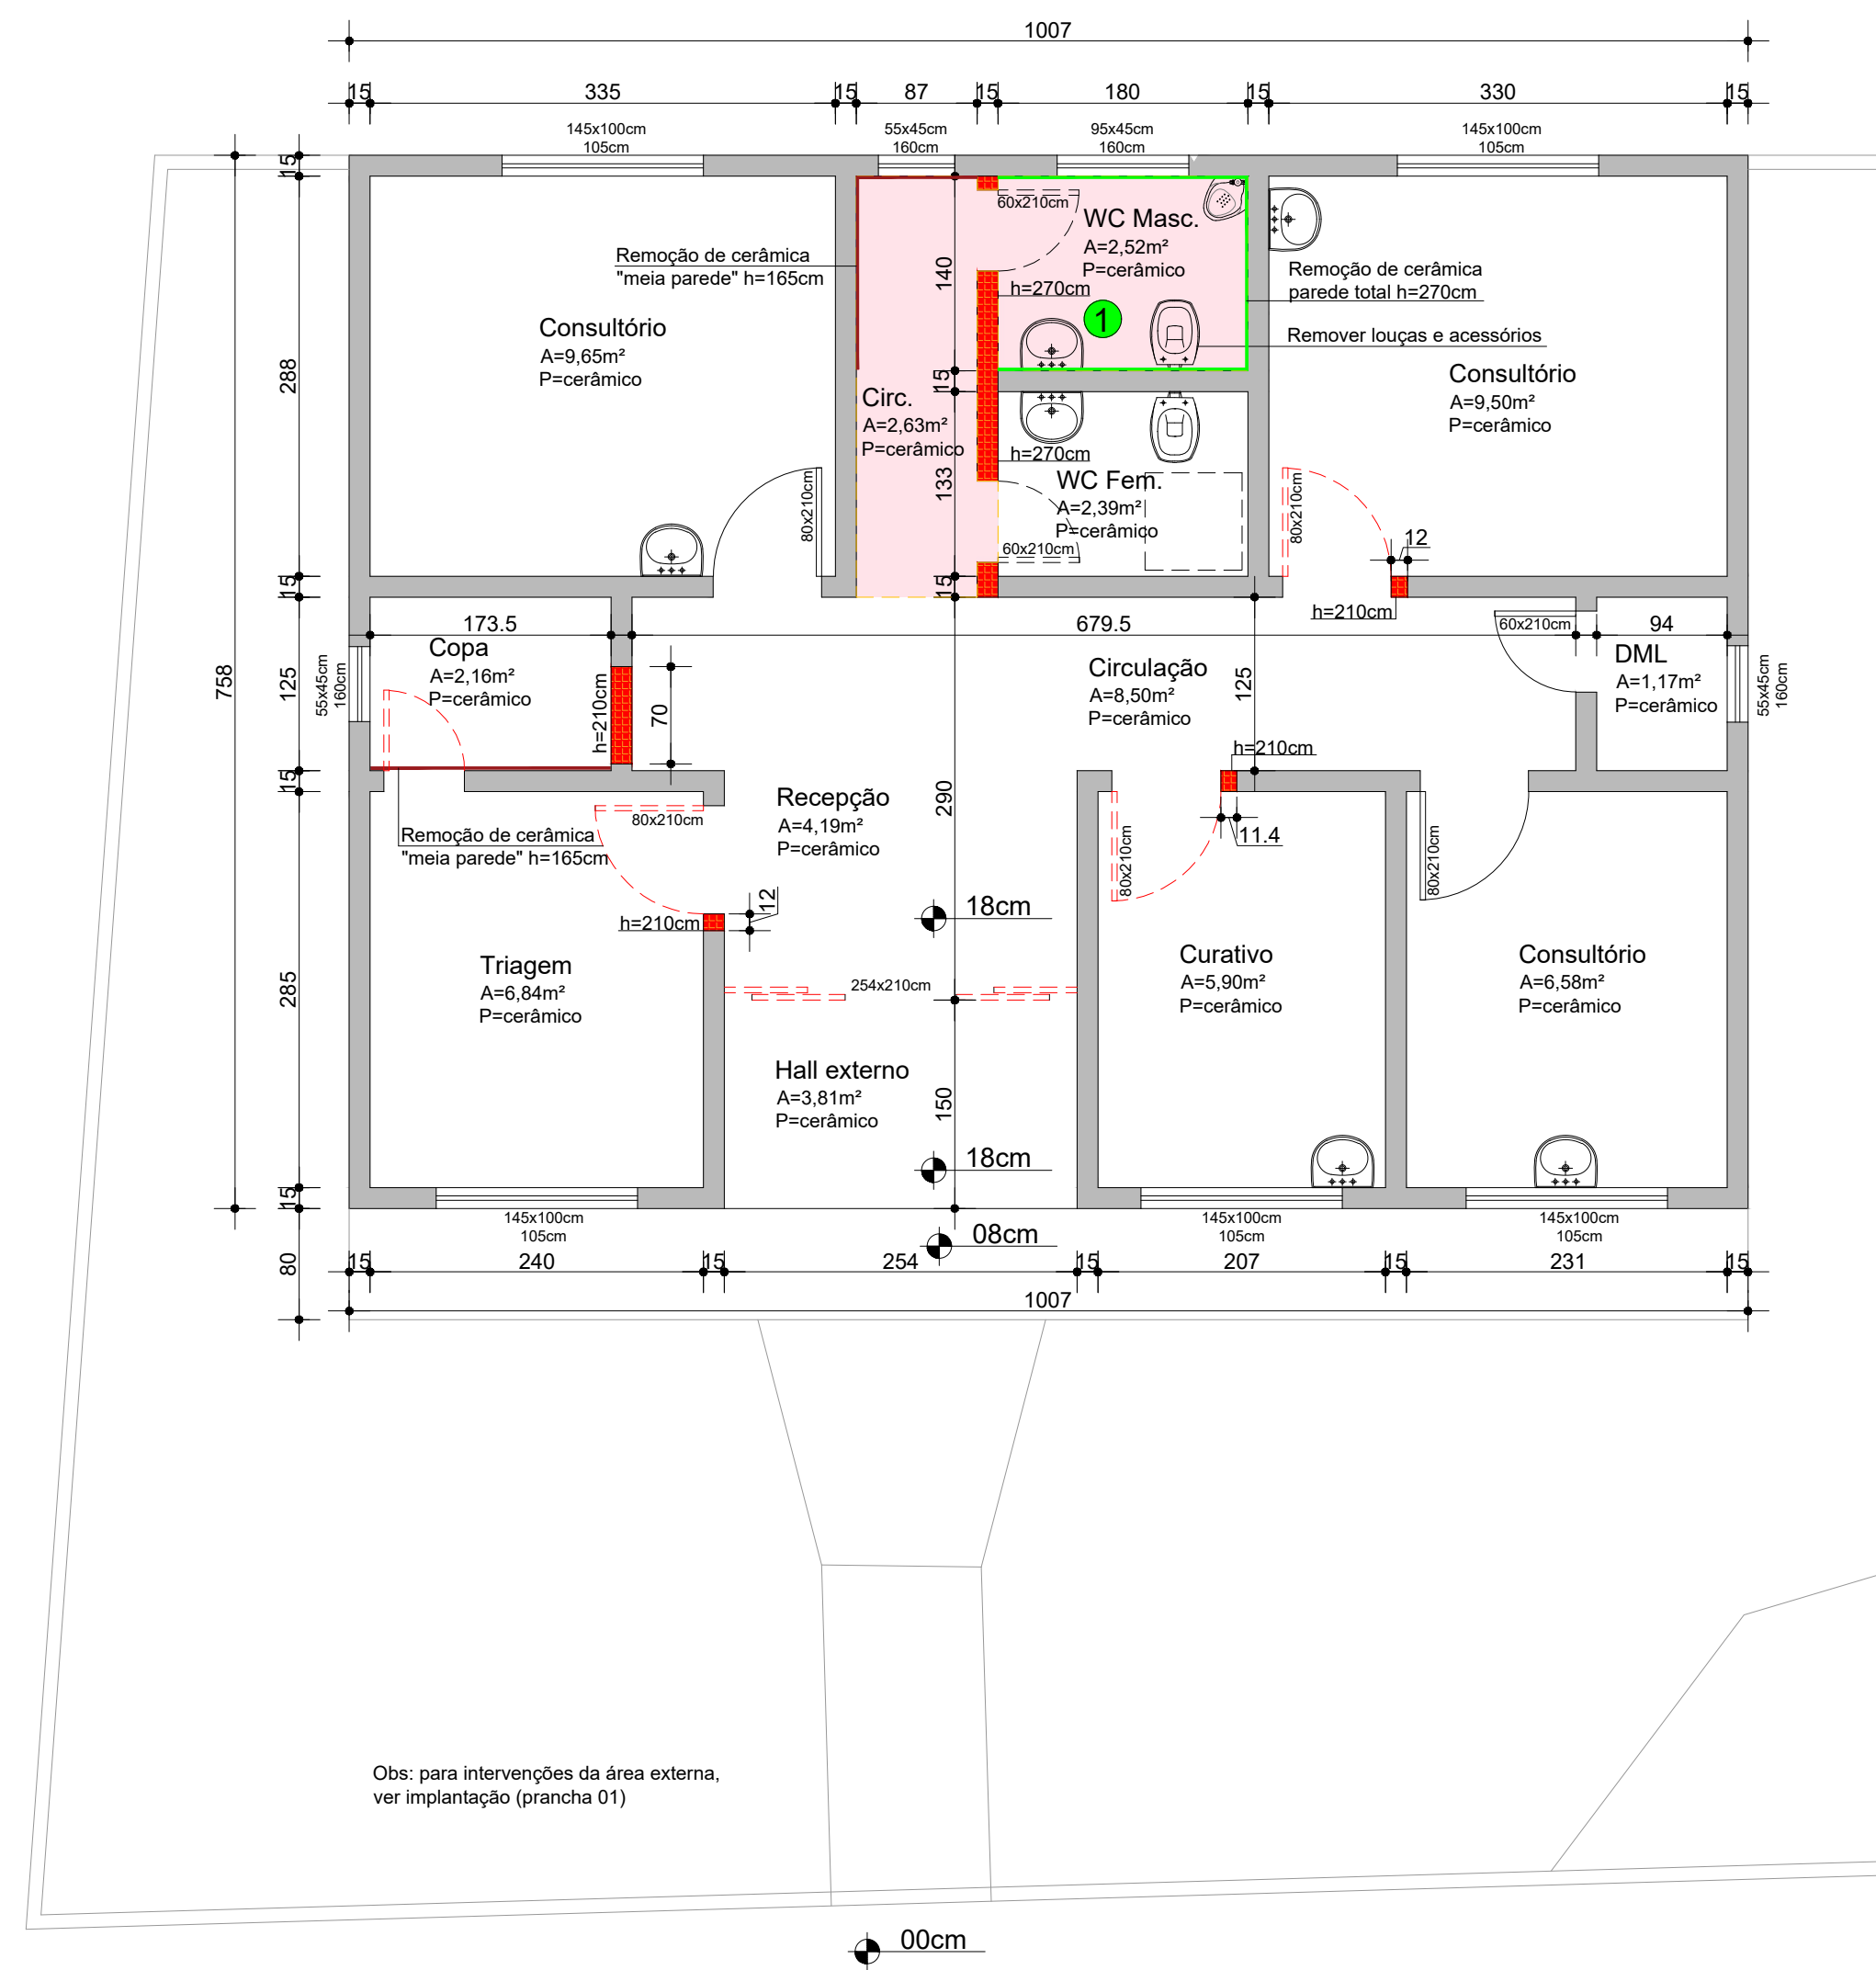 1007
15
335
15
87
15
180
15
330
15
145x100cm
105cm
55x45cm
160cm
95x45cm
160cm
145x100cm
105cm
758
15
288
15
125
15
285
15
80
Consultório
A=9,65m²
P=cerâmico
80x210cm
Remoção de cerâmica
"meia parede" h=165cm
Circ.
A=2,63m²
P=cerâmico
140
15
133
15
60x210cm
WC Masc.
A=2,52m²
P=cerâmico
h=270cm
1
h=270cm
WC Fem.
A=2,39m²
P=cerâmico
60x210cm
Remoção de cerâmica
parede total h=270cm
Remover louças e acessórios
Consultório
A=9,50m²
P=cerâmico
80x210cm
12
h=210cm
173.5
679.5
94
55x45cm
160cm
Copa
A=2,16m²
P=cerâmico
h=210cm
70
Circulação
A=8,50m²
P=cerâmico
125
60x210cm
DML
A=1,17m²
P=cerâmico
55x45cm
160cm
h=210cm
11.4
Remoção de cerâmica
"meia parede" h=165cm
80x210cm
Recepção
A=4,19m²
P=cerâmico
290
12
h=210cm
18cm
80x210cm
80x210cm
Triagem
A=6,84m²
P=cerâmico
254x210cm
Curativo
A=5,90m²
P=cerâmico
Consultório
A=6,58m²
P=cerâmico
Hall externo
A=3,81m²
P=cerâmico
150
18cm
145x100cm
105cm
08cm
145x100cm
105cm
145x100cm
105cm
15
240
15
254
15
207
15
231
15
1007
Obs: para intervenções da área externa,
ver implantação (prancha 01)
00cm